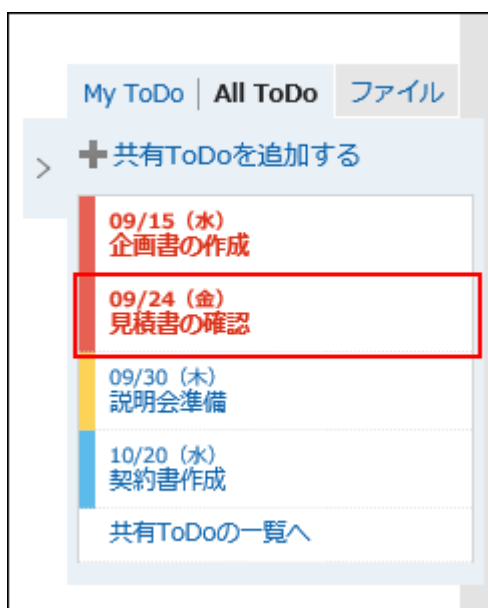 My ToDo | All ToDo ファイル
> +共有ToDoを追加する
09/15（水）
企画書の作成
09/24（金）
見積書の確認
09/30（木）
説明会準備
10/20（水）
契約書作成
共有ToDoの一覧へ